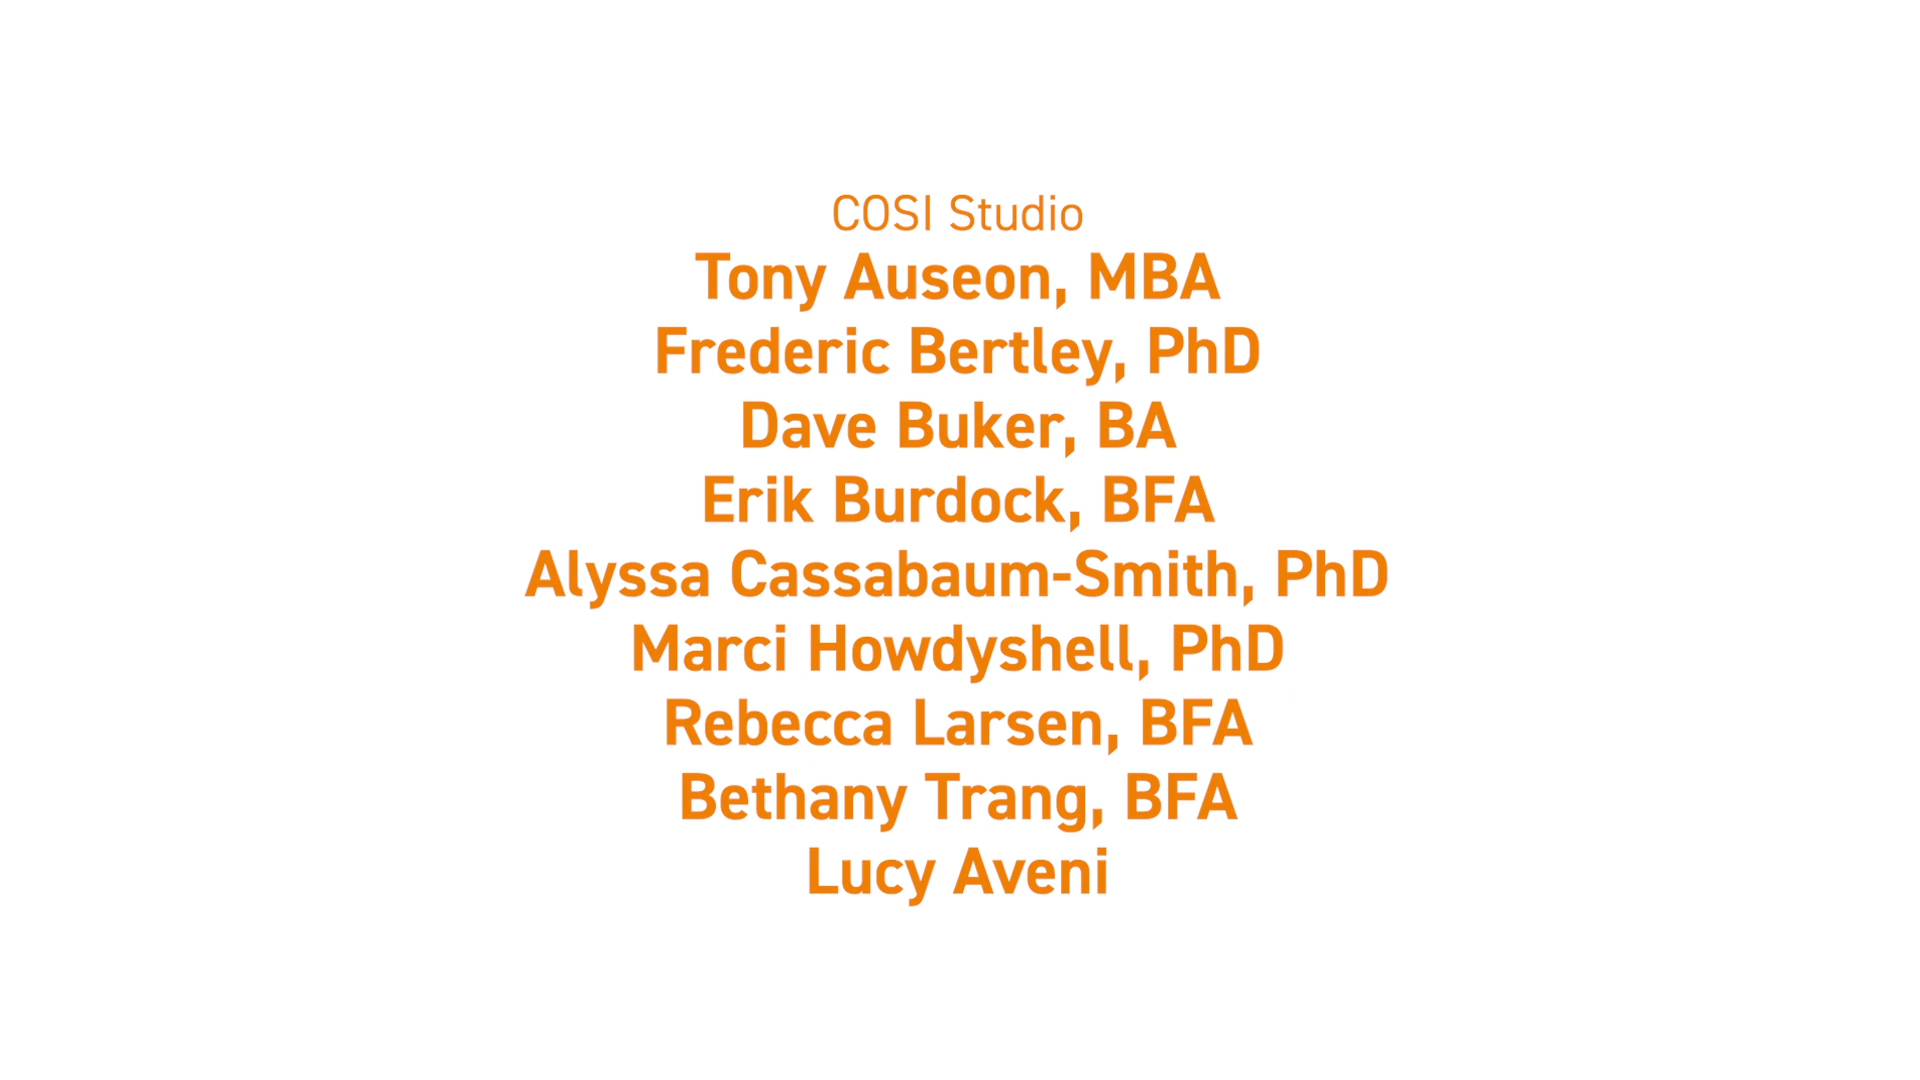 COSI Studio
Tony Auseon, MBA
Frederic Bertley, PhD
Dave Buker, BA
Erik Burdock, BFA
Alyssa Cassabaum-Smith, PhD
Marci Howdyshell, PhD
Rebecca Larsen, BFA
Bethany Trang, BFA
Lucy Aveni